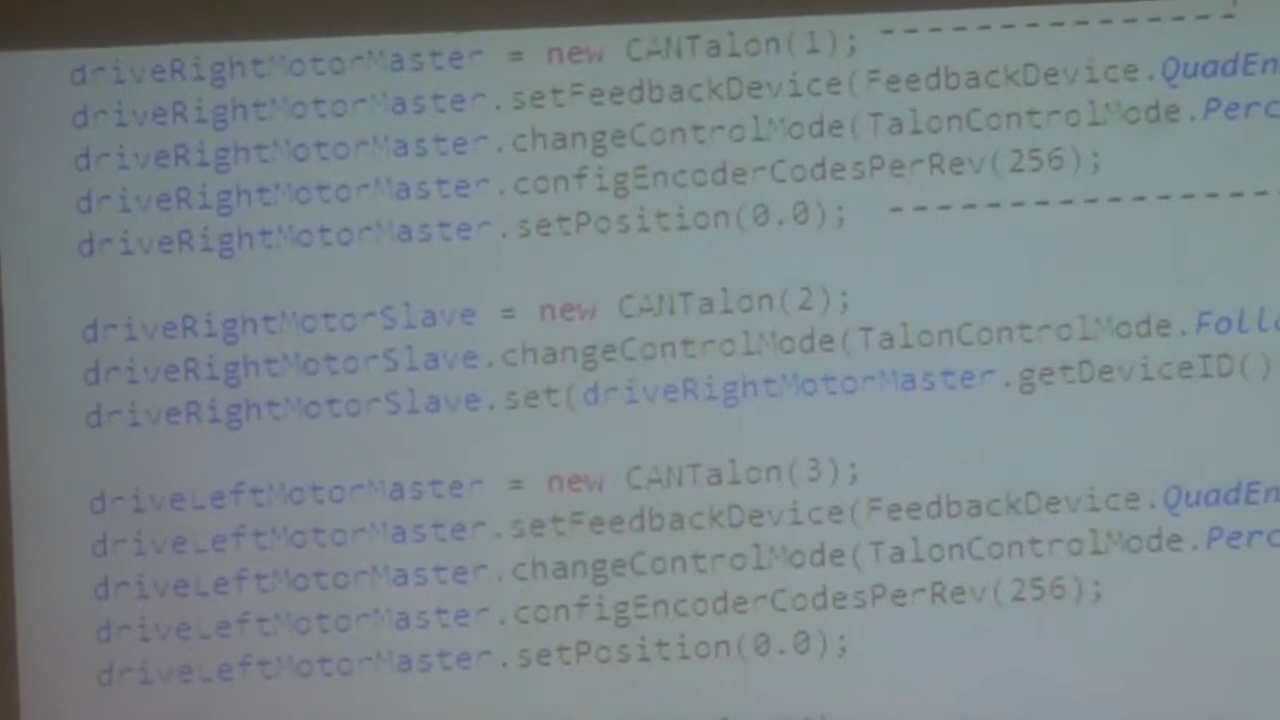 driveRightMotorMaster = new CANTalon(1); ---------------
driveRightMotorMaster.setFeedbackDevice(FeedbackDevice.QuadEn
driveRightMotorMaster.changeControlMode(TalonControlMode.Perc
driveRightMotorMaster.configEncoderCodesPerRev(256);
driveRightMotorMaster.setPosition(0.0); ----------------
driveRightMotorSlave = new CANTalon(2);
driveRightMotorSlave.changeControlMode(TalonControlMode.Follo
driveRightMotorSlave.set(driveRightMotorMaster.getDeviceID()
driveLeftMotorMaster = new CANTalon(3);
driveLeftMotorMaster.setFeedbackDevice(FeedbackDevice.QuadEn
driveLeftMotorMaster.changeControlMode(TalonControlMode.Perc
driveLeftMotorMaster.configEncoderCodesPerRev(256);
driveLeftMotorMaster.setPosition(0.0);